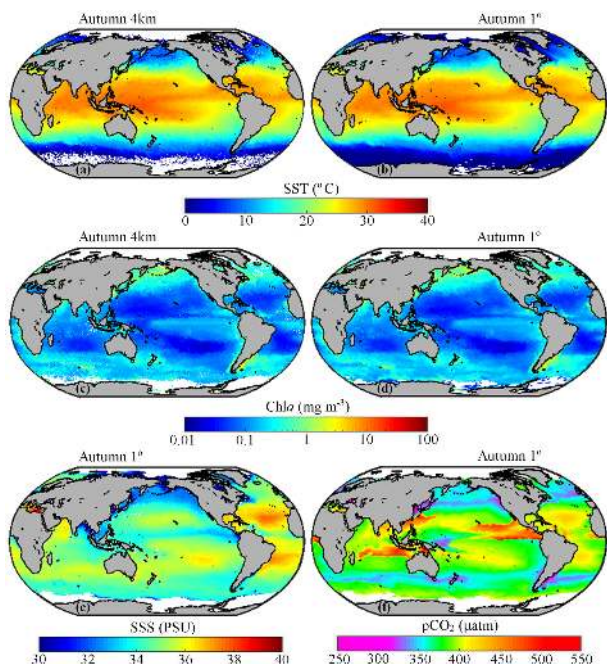 Autumn 4km
Autumn 1°
(a)
(b)
SST (°C)
0 10 20 30 40
Autumn 4km
Autumn 1°
(c)
(d)
Chla (mg m⁻³)
0.01 0.1 1 10 100
Autumn 1°
Autumn 1°
SSS (PSU)
30 32 34 36 38 40
pCO₂ (μatm)
250 300 350 400 450 500 550